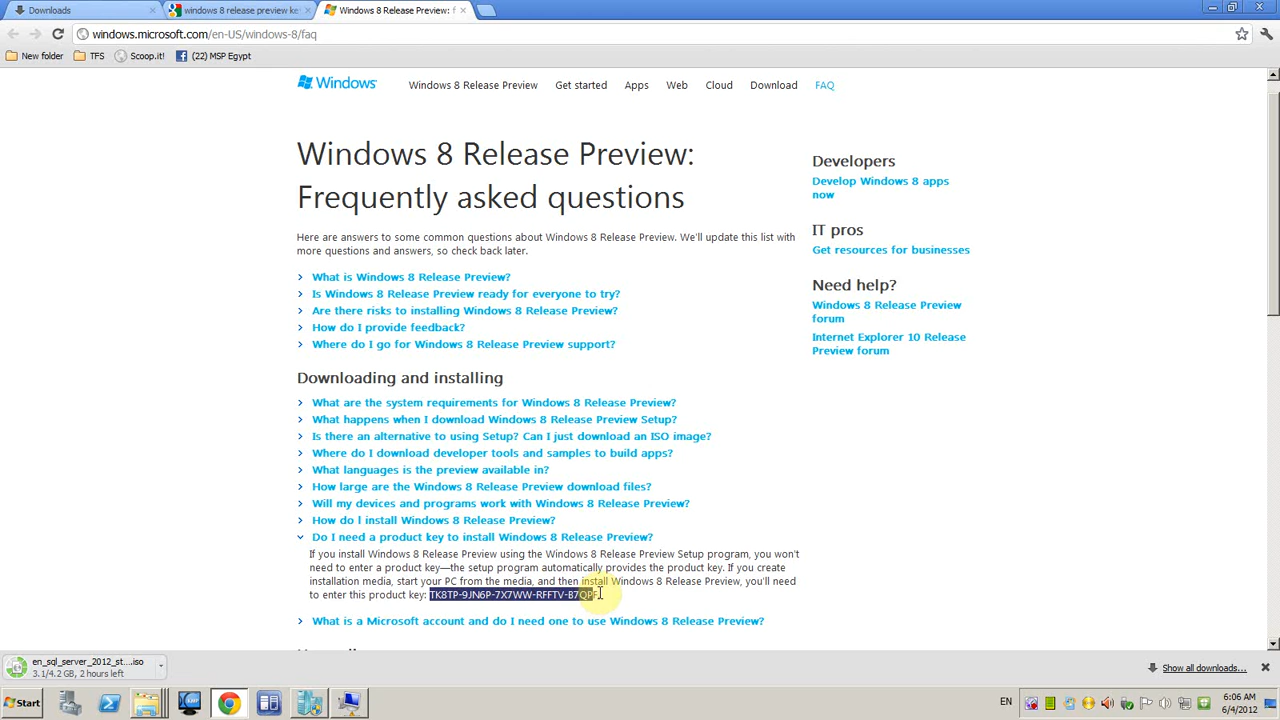 Downloads
windows 8 release preview ke
Windows 8 Release Preview: f
windows.microsoft.com/en-US/windows-8/faq
New folder
TFS
Scoop.it!
(22) MSP Egypt
Windows
Windows 8 Release Preview
Get started
Apps
Web
Cloud
Download
FAQ
Windows 8 Release Preview:
Frequently asked questions
Here are answers to some common questions about Windows 8 Release Preview. We'll update this list with
more questions and answers, so check back later.
What is Windows 8 Release Preview?
Is Windows 8 Release Preview ready for everyone to try?
Are there risks to installing Windows 8 Release Preview?
How do I provide feedback?
Where do I go for Windows 8 Release Preview support?
Downloading and installing
What are the system requirements for Windows 8 Release Preview?
What happens when I download Windows 8 Release Preview Setup?
Is there an alternative to using Setup? Can I just download an ISO image?
Where do I download developer tools and samples to build apps?
What languages is the preview available in?
How large are the Windows 8 Release Preview download files?
Will my devices and programs work with Windows 8 Release Preview?
How do I install Windows 8 Release Preview?
Do I need a product key to install Windows 8 Release Preview?
If you install Windows 8 Release Preview using the Windows 8 Release Preview Setup program, you won't
need to enter a product key—the setup program automatically provides the product key. If you create
installation media, start your PC from the media, and then install Windows 8 Release Preview, you'll need
to enter this product key: TK8TP-9JN6P-7X7WW-RFFTV-B7QPF
What is a Microsoft account and do I need one to use Windows 8 Release Preview?
Developers
Develop Windows 8 apps
now
IT pros
Get resources for businesses
Need help?
Windows 8 Release Preview
forum
Internet Explorer 10 Release
Preview forum
en_sql_server_2012_st....iso
3.1/4.2 GB, 2 hours left
Show all downloads...
Start
EN
6:06 AM
6/4/2012